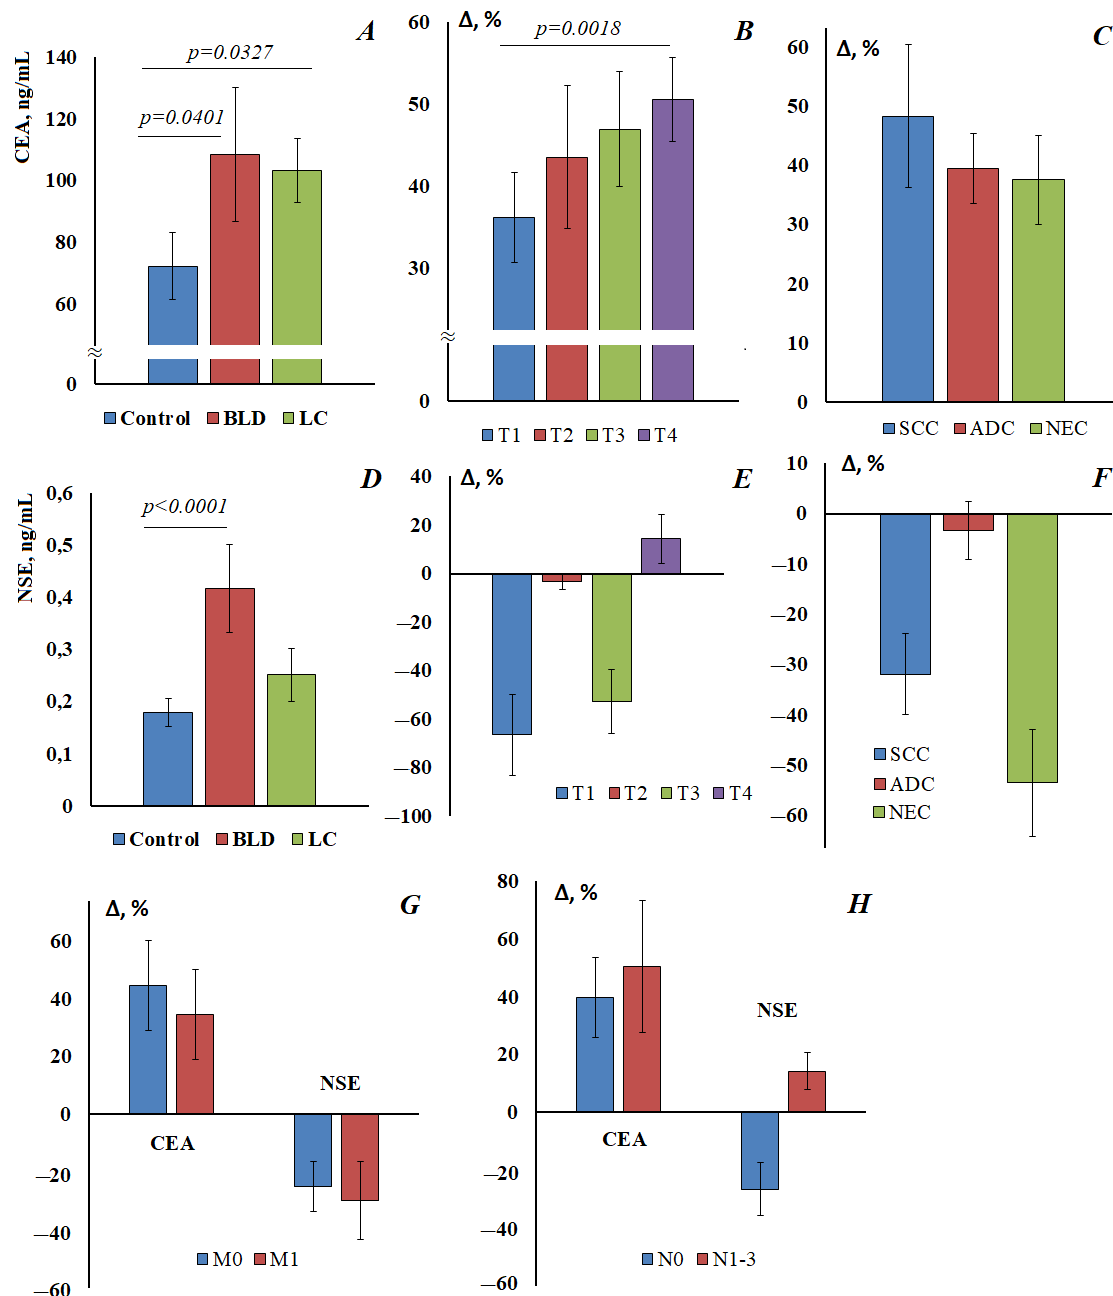 A
CEA, ng/mL
p=0.0327
p=0.0401
140
120
100
80
60
≈
0
Control BLD LC
B
Δ, %
p=0.0018
60
50
40
30
≈
0
T1 T2 T3 T4
C
Δ, %
60
50
40
30
20
10
0
SCC ADC NEC
D
NSE, ng/mL
p<0.0001
0,6
0,5
0,4
0,3
0,2
0,1
0
Control BLD LC
E
Δ, %
40
20
0
—20
—40
—60
—80
—100
T1 T2 T3 T4
F
Δ, %
10
0
—10
—20
—30
—40
—50
—60
SCC
ADC
NEC
G
Δ, %
60
40
20
0
—20
—40
—60
NSE
CEA
M0 M1
H
Δ, %
80
60
40
20
0
—20
—40
—60
NSE
CEA
N0 N1-3